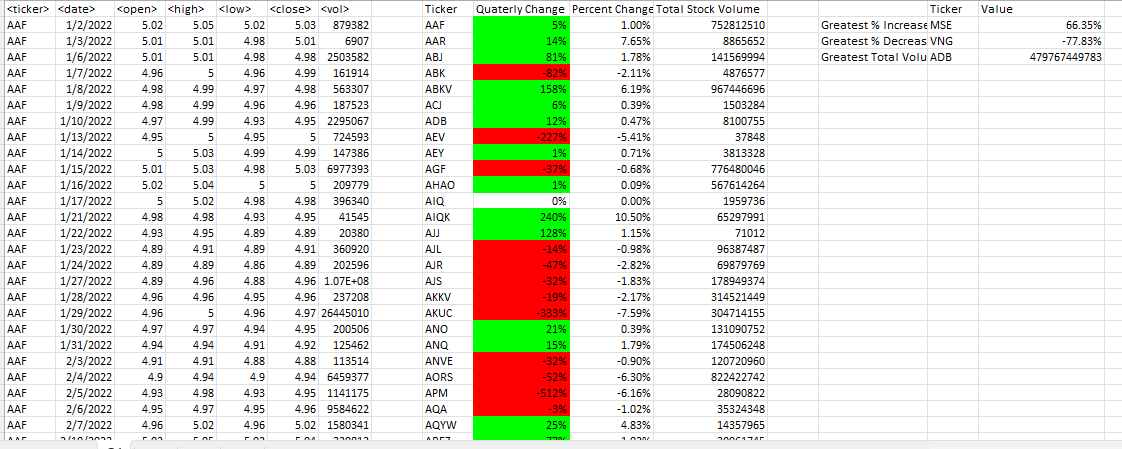 <ticker> <date> <open> <high> <low> <close> <vol> Ticker Quaterly Change Percent Change Total Stock Volume Ticker Value
AAF 1/2/2022 5.02 5.05 5.02 5.03 879382 AAF 5% 1.00% 752812510 Greatest % Increase MSE 66.35%
AAF 1/3/2022 5.01 5.01 4.98 5.01 6907 AAR 14% 7.65% 8865652 Greatest % Decreas VNG -77.83%
AAF 1/6/2022 5.01 5.01 4.98 4.98 2503582 ABJ 81% 1.78% 141569994 Greatest Total Volu ADB 479767449783
AAF 1/7/2022 4.96 5 4.96 4.99 161914 ABK -82% -2.11% 4876577
AAF 1/8/2022 4.98 4.99 4.97 4.98 563307 ABKV 158% 6.19% 967446696
AAF 1/9/2022 4.98 4.99 4.96 4.96 187523 ACJ 6% 0.39% 1503284
AAF 1/10/2022 4.97 4.99 4.93 4.95 2295067 ADB 12% 0.47% 8100755
AAF 1/13/2022 4.95 5 4.95 5 724593 AEV -227% -5.41% 37848
AAF 1/14/2022 5 5.03 4.99 4.99 147386 AEY 1% 0.71% 3813328
AAF 1/15/2022 5.01 5.03 4.98 5.03 6977393 AGF -37% -0.68% 776480046
AAF 1/16/2022 5.02 5.04 5 5 209779 AHAO 1% 0.09% 567614264
AAF 1/17/2022 5 5.02 4.98 4.98 396340 AIQ 0% 0.00% 1959736
AAF 1/21/2022 4.98 4.98 4.93 4.95 41545 AIQK 240% 10.50% 65297991
AAF 1/22/2022 4.93 4.95 4.89 4.89 20380 AJJ 128% 1.15% 71012
AAF 1/23/2022 4.89 4.91 4.89 4.91 360920 AJL -14% -0.98% 96387487
AAF 1/24/2022 4.89 4.89 4.86 4.89 202596 AJR -47% -2.82% 69879769
AAF 1/27/2022 4.89 4.96 4.88 4.96 1.07E+08 AJS -32% -1.83% 178949374
AAF 1/28/2022 4.96 4.96 4.95 4.96 237208 AKKV -19% -2.17% 314521449
AAF 1/29/2022 4.96 5 4.96 4.97 26445010 AKUC -333% -7.59% 304714155
AAF 1/30/2022 4.97 4.97 4.94 4.95 200506 ANO 21% 0.39% 131090752
AAF 1/31/2022 4.94 4.94 4.91 4.92 125462 ANQ 15% 1.79% 174506248
AAF 2/3/2022 4.91 4.91 4.88 4.88 113514 ANVE -32% -0.90% 120720960
AAF 2/4/2022 4.9 4.94 4.9 4.94 6459377 AORS -52% -6.30% 822422742
AAF 2/5/2022 4.93 4.98 4.93 4.95 1141175 APM -512% -6.16% 28090822
AAF 2/6/2022 4.95 4.97 4.95 4.96 9584622 AQA -3% -1.02% 35324348
AAF 2/7/2022 4.96 5.02 4.96 5.02 1580341 AQYW 25% 4.83% 14357965